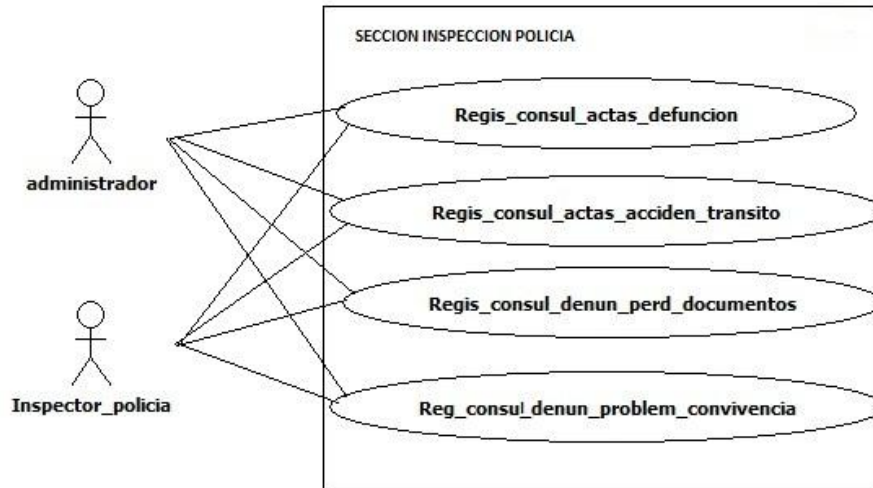 SECCION INSPECCION POLICIA
Regis_consul_actas_defuncion
administrador
Regis_consul_actas_acciden_transito
Regis_consul_denun_perd_documentos
Inspector_policia
Reg_consul_denun_problem_convivencia